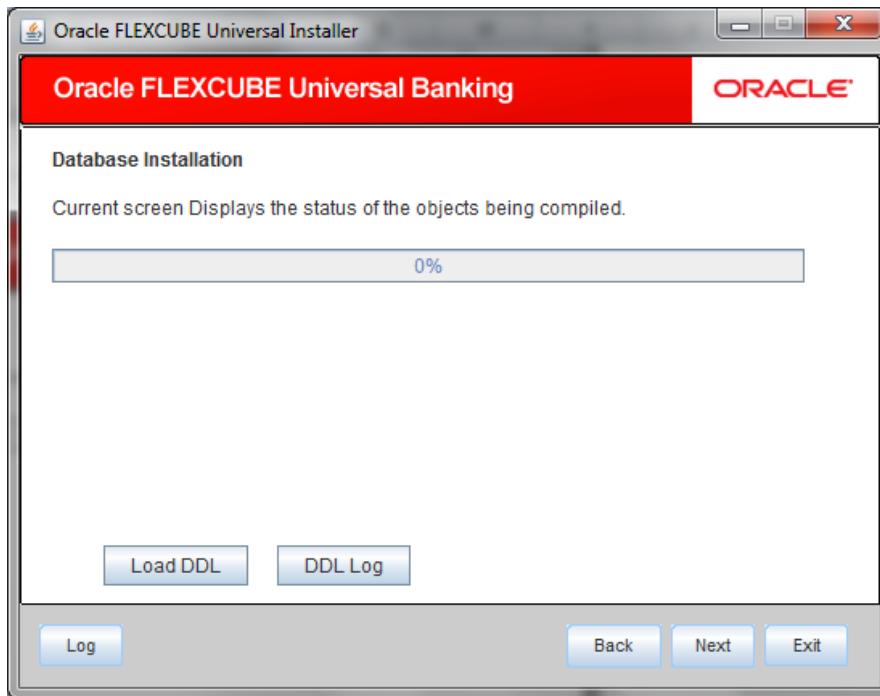 Oracle FLEXCUBE Universal Installer
Oracle FLEXCUBE Universal Banking
ORACLE®
Database Installation
Current screen Displays the status of the objects being compiled.
0%
Load DDL DDL Log
Log Back Next Exit